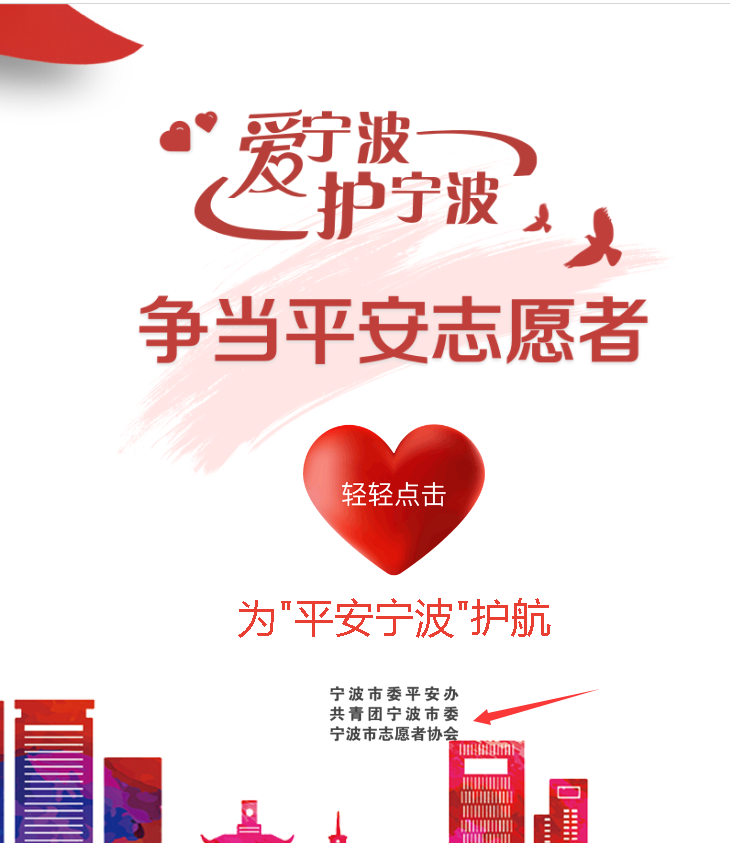 爱宁波
护宁波
争当平安志愿者
轻轻点击
为"平安宁波"护航
宁波市委平安办
共青团宁波市委
宁波市志愿者协会